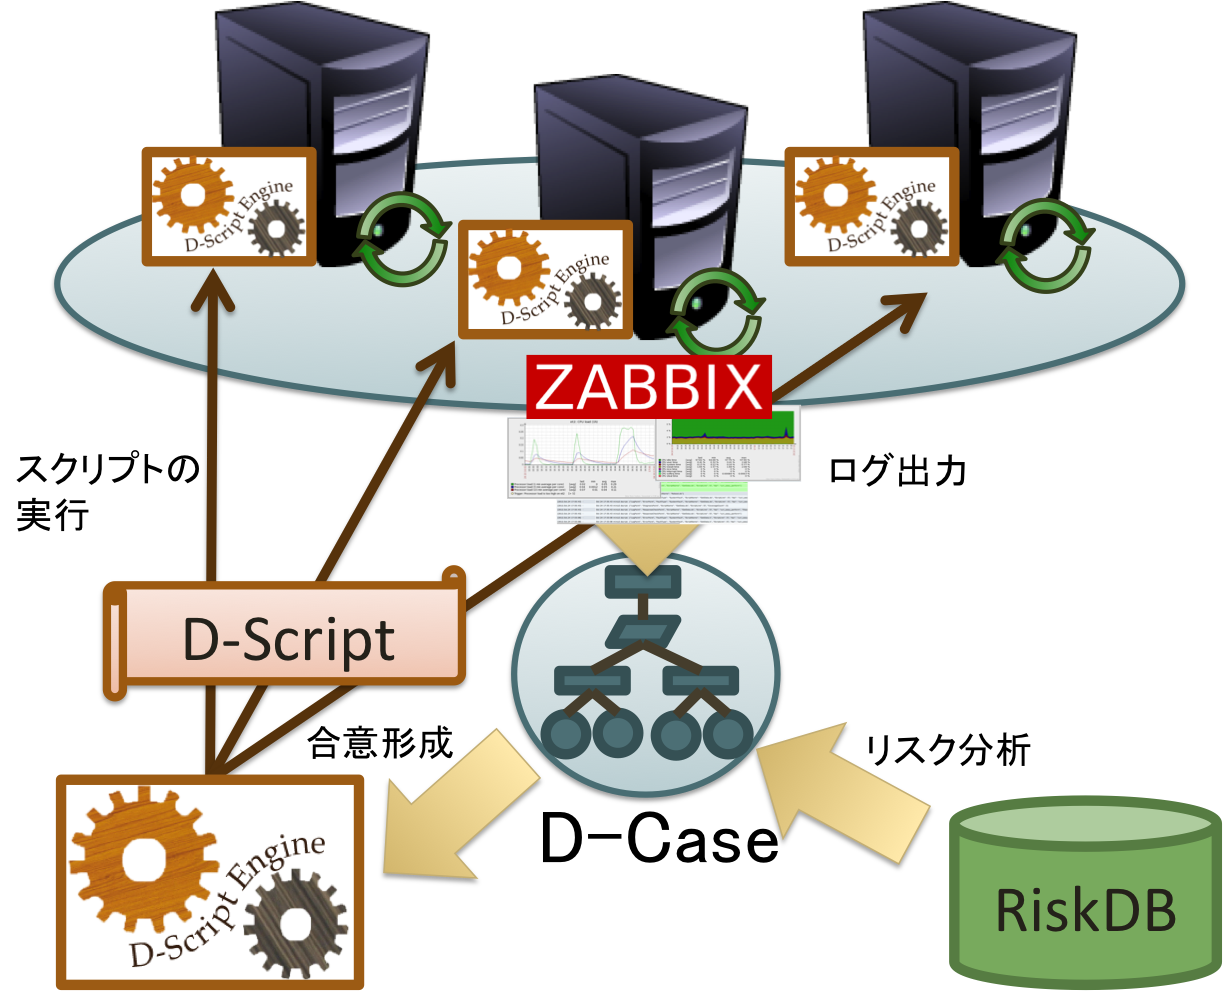 D-Script Engine
D-Script Engine
D-Script Engine
ZABBIX
スクリプトの
実行
ログ出力
D-Script
合意形成
リスク分析
D-Case
D-Script Engine
RiskDB